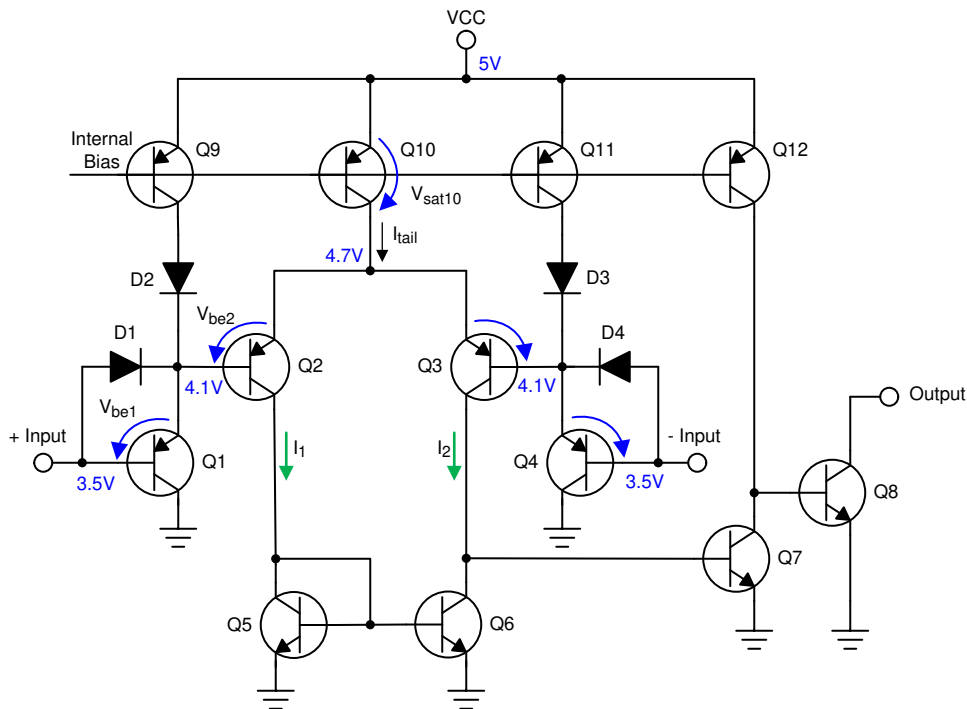 VCC
5V
Internal
Bias
Q9
Q10
Q11
Q12
Vsat10
Itail
4.7V
D2
D3
Vbe2
D1
D4
Q2
Q3
4.1V
4.1V
Vbe1
+ Input
Q1
3.5V
I1
I2
Q4
- Input
3.5V
Output
Q8
Q7
Q5
Q6